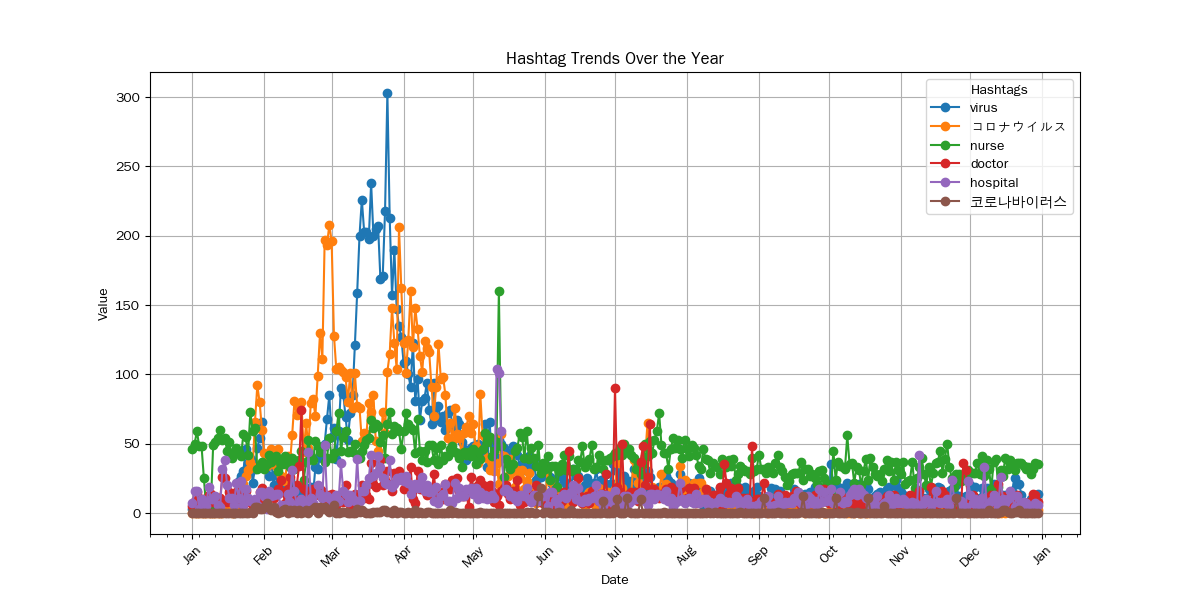 Hashtag Trends Over the Year
Value
300
250
200
150
100
50
0
Hashtags
virus
コロナウイルス
nurse
doctor
hospital
코로나바이러스
Jan
Feb
Mar
Apr
May
Jun
Jul
Aug
Sep
Oct
Nov
Dec
Jan
Date